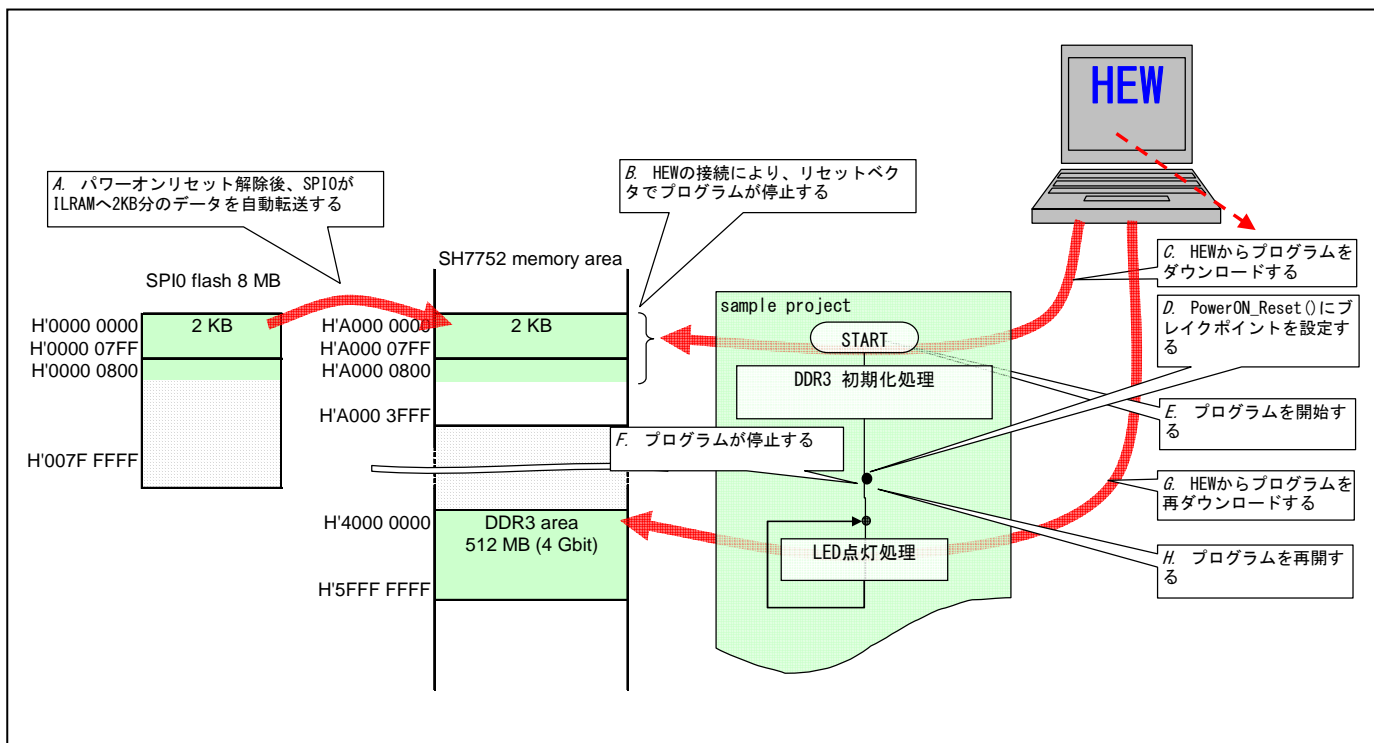 HEW
A. パワーオンリセット解除後、SPI0が
ILRAMへ2KB分のデータを自動転送する
B. HEWの接続により、リセットベク
タでプログラムが停止する
C. HEWからプログラムを
ダウンロードする
SPI0 flash 8 MB
SH7752 memory area
H'0000 0000
2 KB
H'0000 07FF
H'0000 0800
H'007F FFFF
H'A000 0000
2 KB
H'A000 07FF
H'A000 0800
H'A000 3FFF
H'4000 0000
DDR3 area
512 MB (4 Gbit)
H'5FFF FFFF
sample project
START
DDR3 初期化処理
F. プログラムが停止する
LED点灯処理
D. PowerON_Reset()にブ
レイクポイントを設定す
る
E. プログラムを開始す
る
G. HEWからプログラムを
再ダウンロードする
H. プログラムを再開す
る